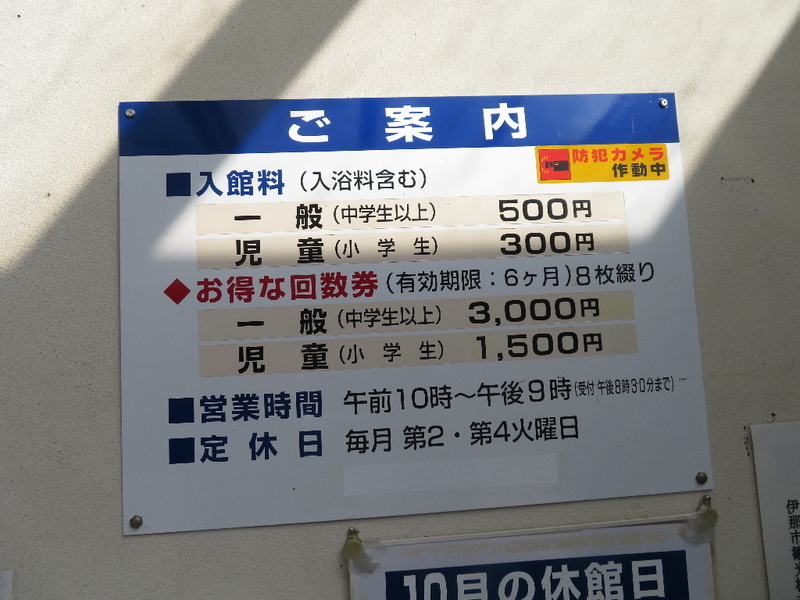 ご案内
防犯カメラ
作動中
■入館料（入浴料含む）
一般（中学生以上） 500円
児童（小学生） 300円
◆お得な回数券（有効期限：6ヶ月）8枚綴り
一般（中学生以上） 3,000円
児童（小学生） 1,500円
■営業時間 午前10時～午後9時（受付 午後8時30分まで）
■定休日 毎月 第2・第4火曜日
10月の休館日
伊那市観光